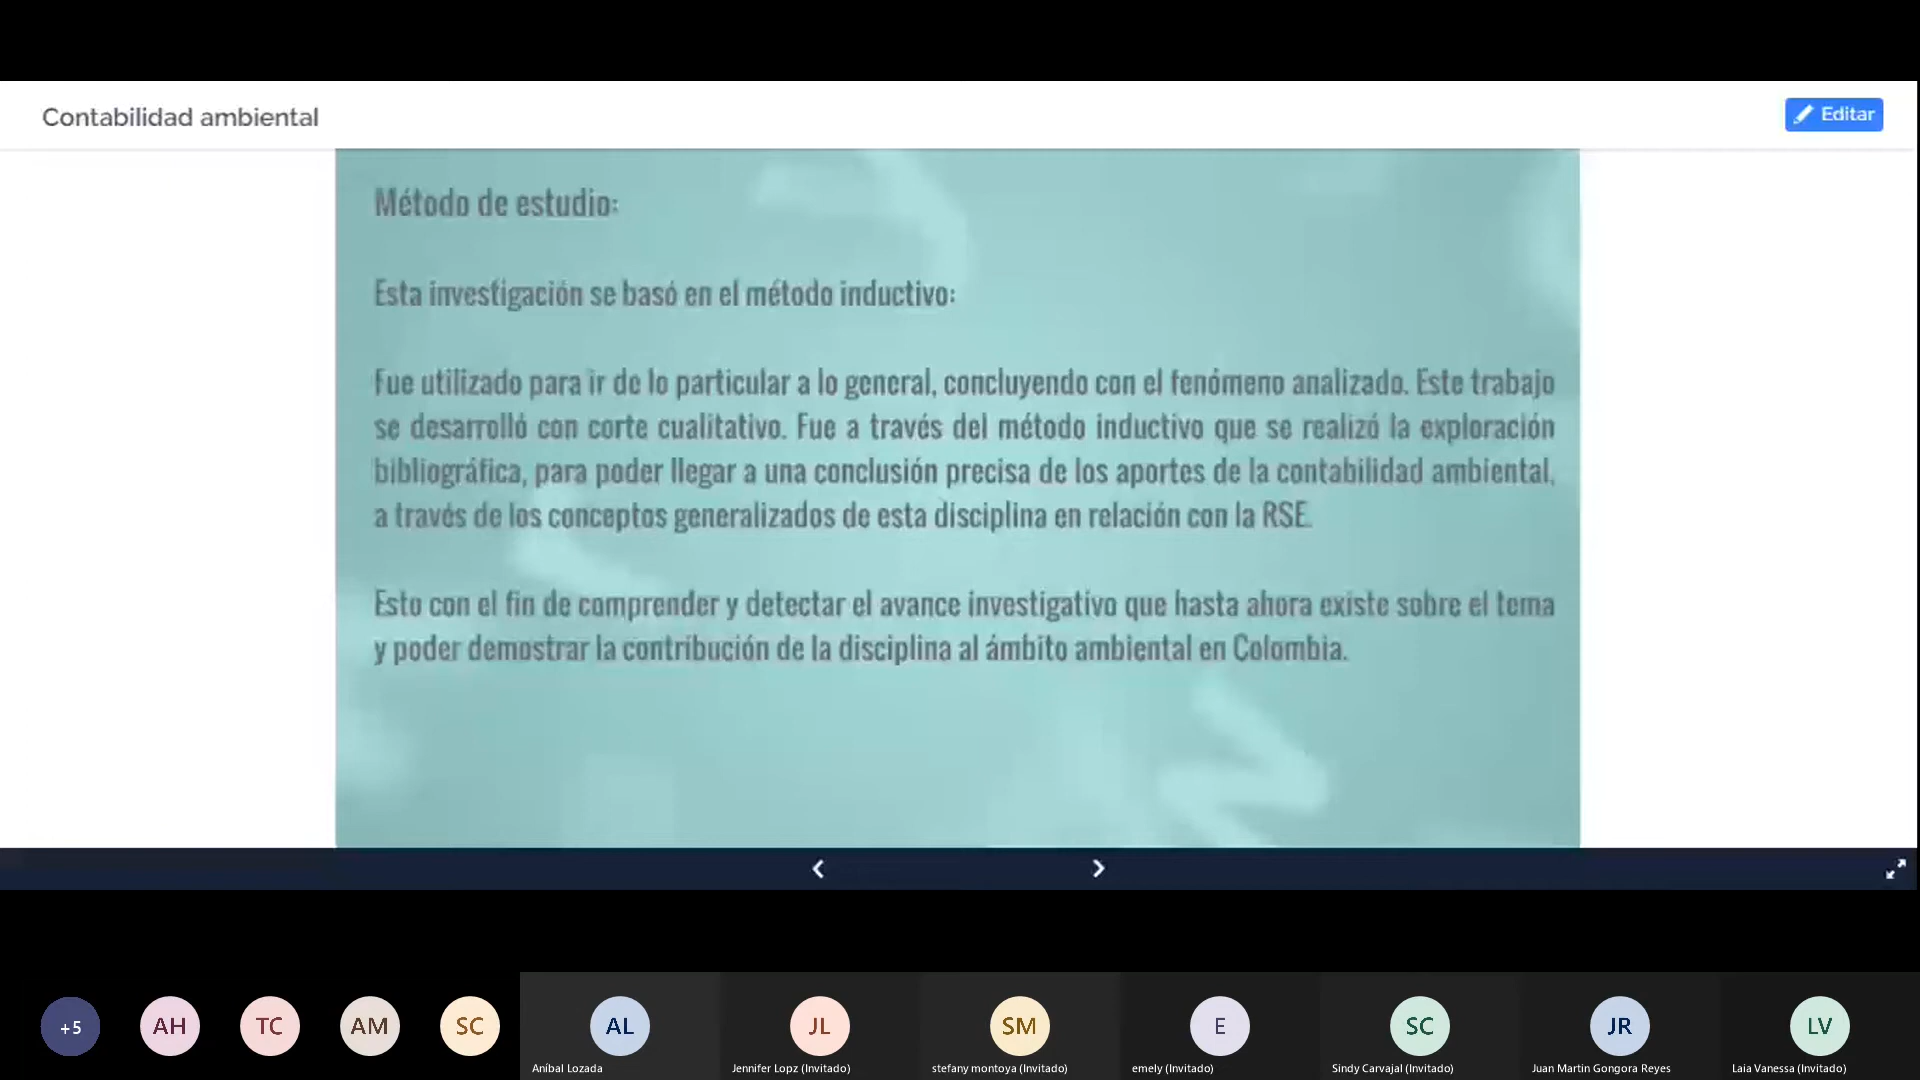 Contabilidad ambiental
Editar
Método de estudio:
Esta investigación se basó en el método inductivo:
Fue utilizado para ir de lo particular a lo general, concluyendo con el fenómeno analizado. Este trabajo
se desarrolló con corte cualitativo. Fue a través del método inductivo que se realizó la exploración
bibliográfica, para poder llegar a una conclusión precisa de los aportes de la contabilidad ambiental,
a través de los conceptos generalizados de esta disciplina en relación con la RSE.
Esto con el fin de comprender y detectar el avance investigativo que hasta ahora existe sobre el tema
y poder demostrar la contribución de la disciplina al ámbito ambiental en Colombia.
+5 AH TC AM SC AL JL SM E SC JR LV
Aníbal Lozada Jennifer Lopz (Invitado) stefany montoya (Invitado) emely (Invitado) Sindy Carvajal (Invitado) Juan Martin Gongora Reyes Laia Vanessa (Invitado)